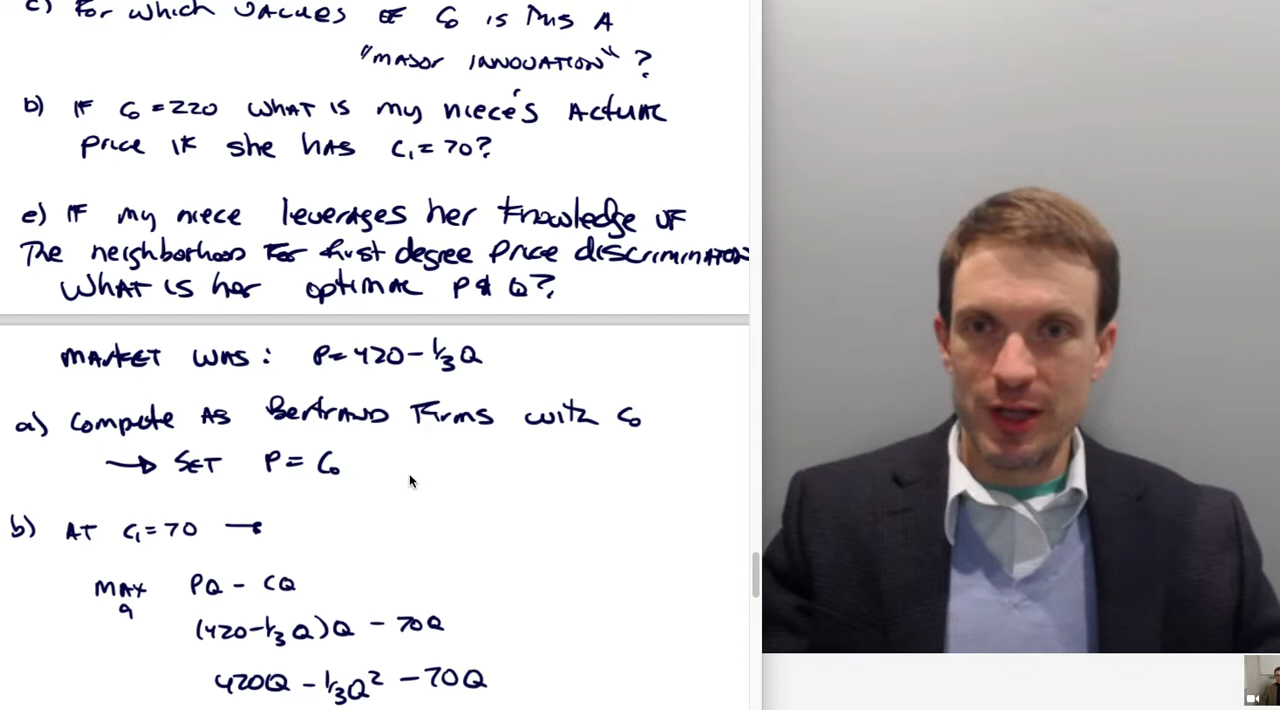 c) For which values of C₀ is this a
"major innovation"?
b) If C₀ = 220 what is my niece's actual
price if she has C₁ = 70?
e) If my niece leverages her knowledge of
the neighborhood for first degree price discrimination
what is her optimal P & Q?
Market was: P = 420 - 1/3Q
a) Compete as Bertrand firms with C₀
→ Set P = C₀
b) At C₁ = 70 →
Max PQ - CQ
q
(420 - 1/3Q)Q - 70Q
420Q - 1/3Q² - 70Q